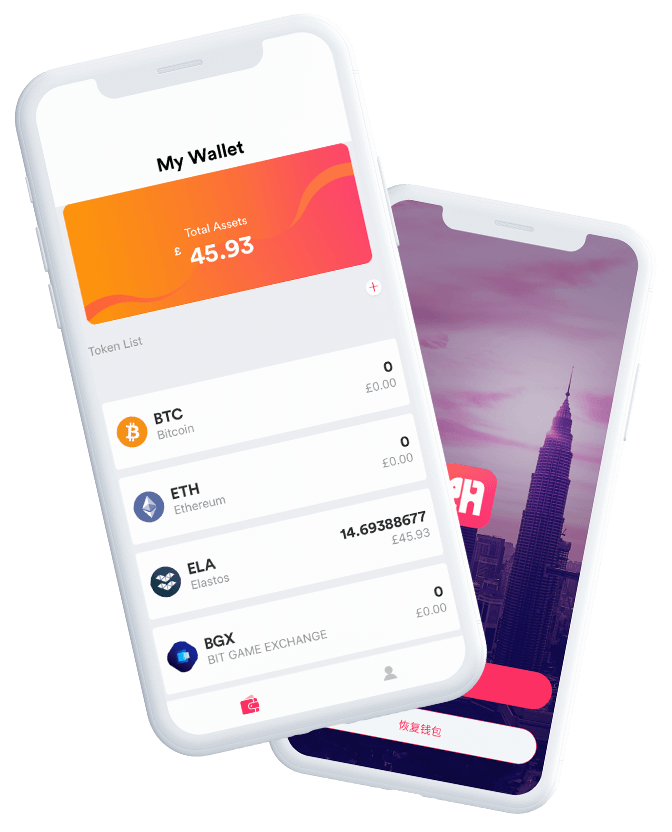 My Wallet
Total Assets
£ 45.93
Token List
BTC
Bitcoin
0
£0.00
ETH
Ethereum
0
£0.00
ELA
Elastos
14.69388677
£45.93
BGX
BIT GAME EXCHANGE
0
£0.00
恢复钱包